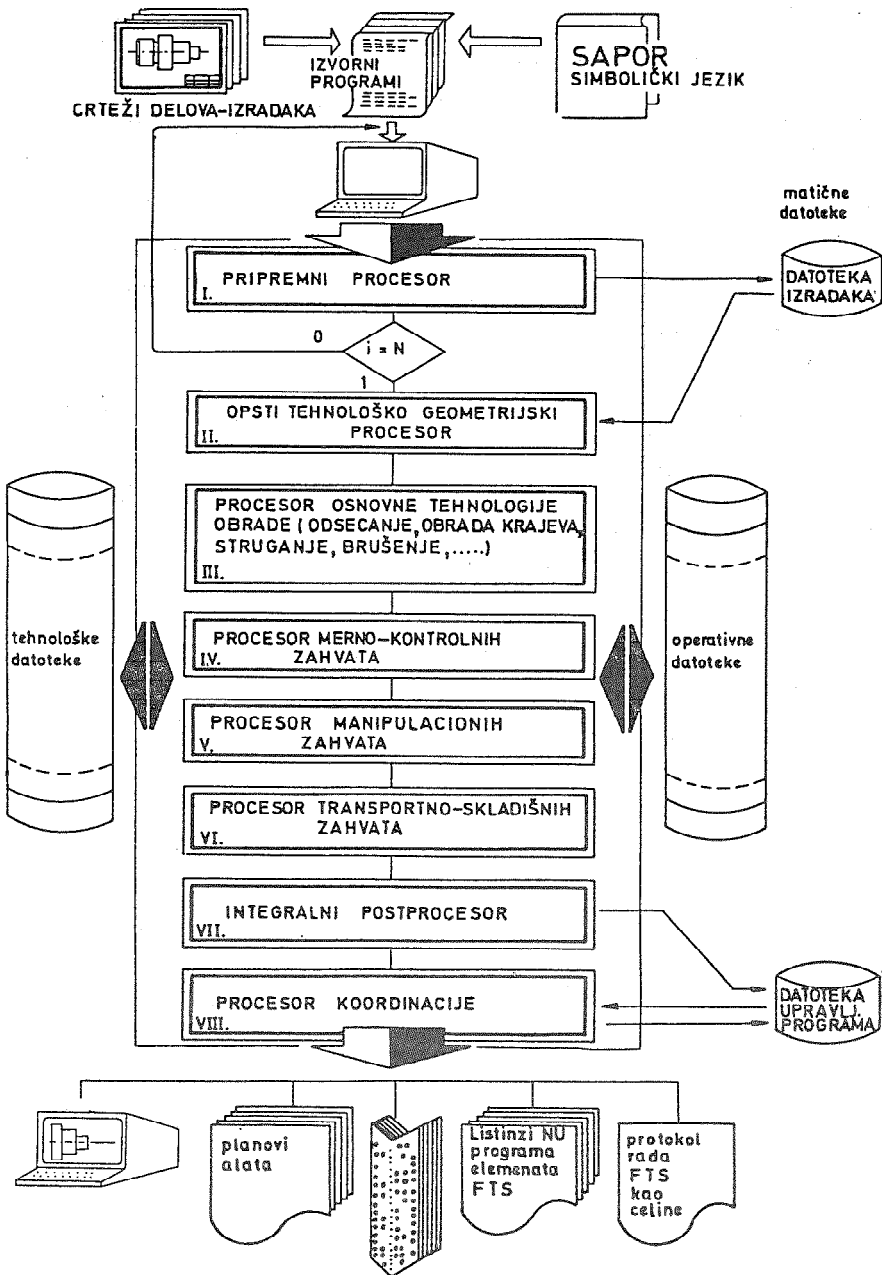 IZVORNI
PROGRAMI
SAPOR
SIMBOLIČKI JEZIK
CRTEŽI DELOVA-IZRADAKA
matične
datoteke
PRIPREMNI PROCESOR
I.
DATOTEKA
IZRADAKA
0
i = N
1
OPSTI TEHNOLOŠKO GEOMETRIJSKI
PROCESOR
II.
PROCESOR OSNOVNE TEHNOLOGIJE
OBRADE (ODSECANJE, OBRADA KRAJEVA,
STRUGANJE, BRUŠENJE,.....)
III.
tehnološke
datoteke
PROCESOR MERNO-KONTROLNIH
ZAHVATA
I.V.
operativne
datoteke
PROCESOR MANIPULACIONIH
ZAHVATA
V.
PROCESOR TRANSPORTNO-SKLADIŠNIH
ZAHVATA
VI.
INTEGRALNI POSTPROCESOR
VII.
PROCESOR KOORDINACIJE
VIII.
DATOTEKA
UPRAVLJ.
PROGRAMA
planovi
alata
Listinzi NU
programa
elemenata
FTS
protokol
rada
FTS
kao
celine